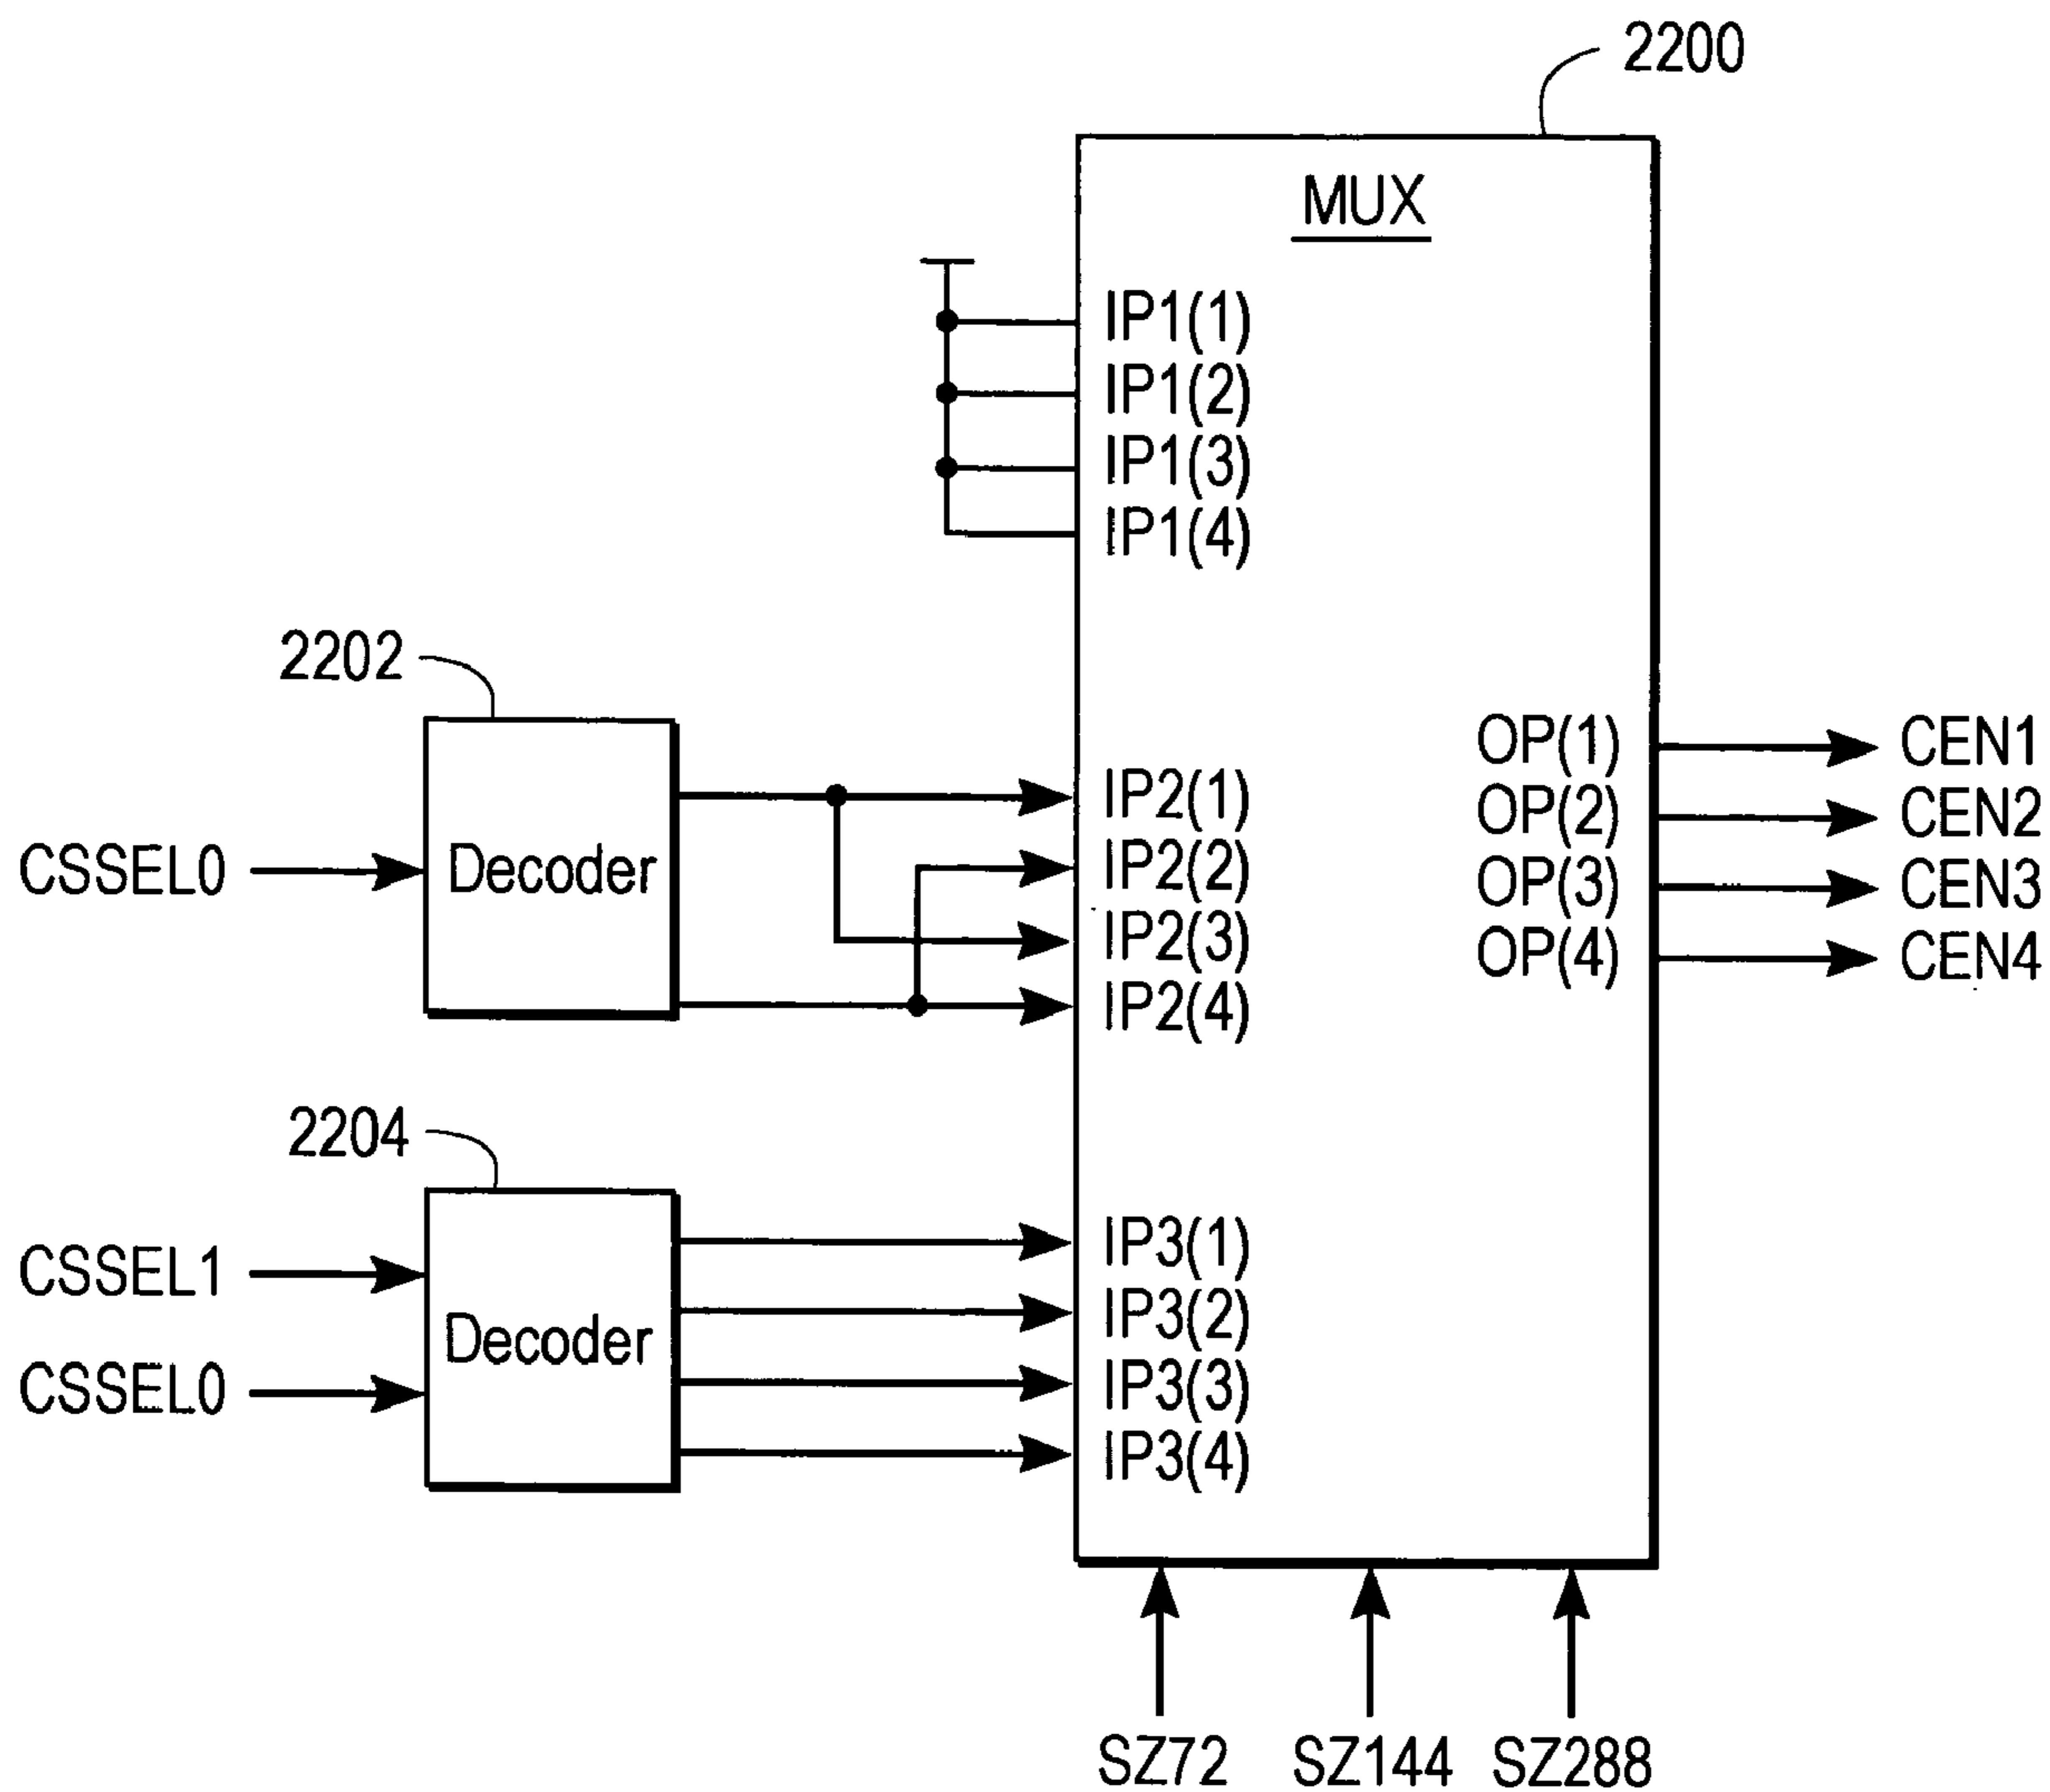 2200
MUX
IP1(1)
IP1(2)
IP1(3)
IP1(4)
2202
Decoder
CSSEL0
IP2(1)
IP2(2)
IP2(3)
IP2(4)
OP(1) CEN1
OP(2) CEN2
OP(3) CEN3
OP(4) CEN4
2204
CSSEL1
Decoder
CSSEL0
IP3(1)
IP3(2)
IP3(3)
IP3(4)
SZ72 SZ144 SZ288